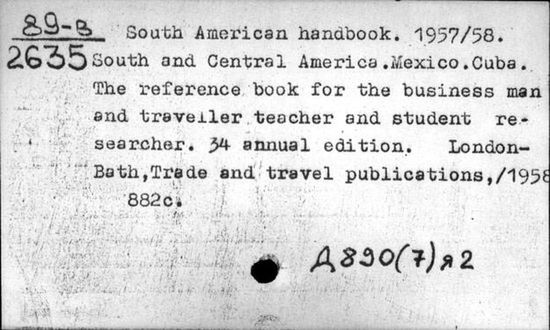 89-В
2635
South American handbook. 1957/58.
South and Central America.Mexico.Cuba.
The reference book for the business man
and traveller teacher and student re-
searcher. 34 annual edition. London-
Bath,Trade and travel publications,/1958
882c.
Д890(7)я2